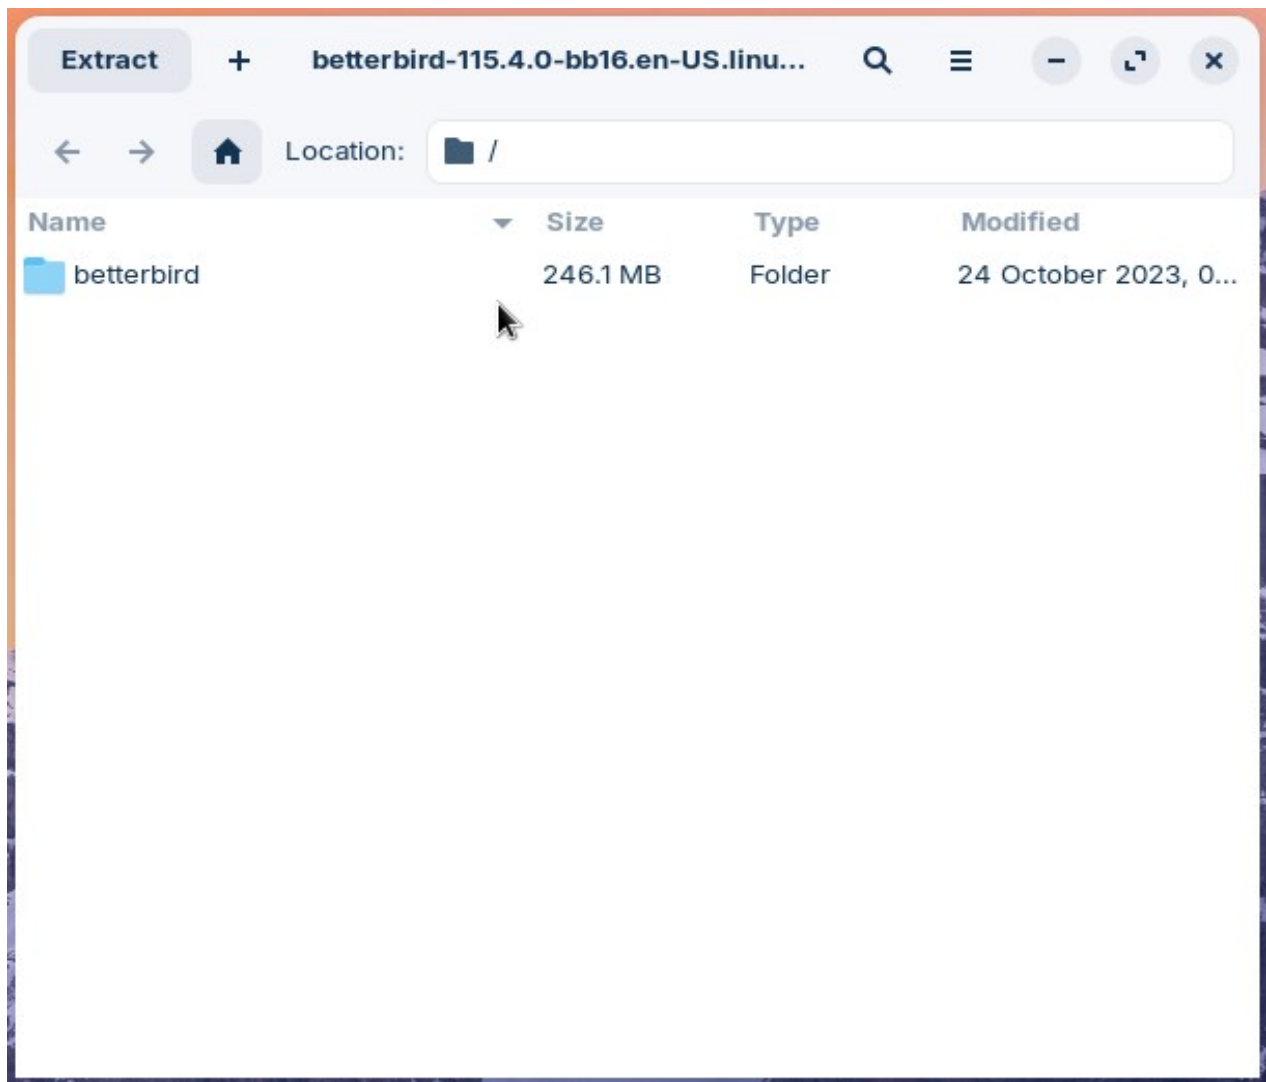 Extract + betterbird-115.4.0-bb16.en-US.linu...
Location: /
Name Size Type Modified
betterbird 246.1 MB Folder 24 October 2023, 0...